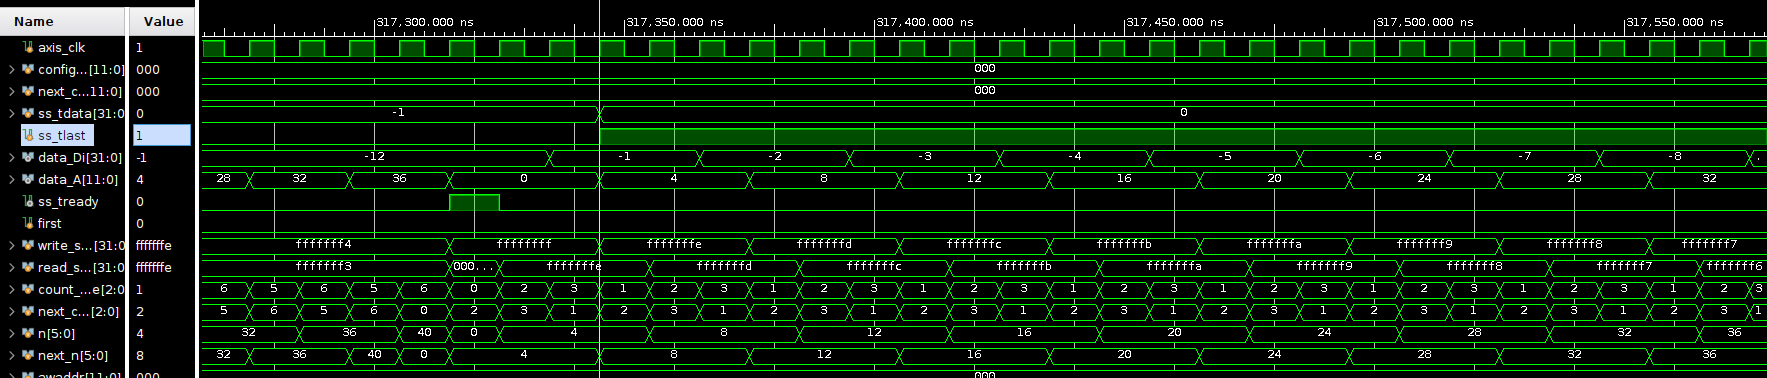 Name Value 317,300.000 ns 317,350.000 ns 317,400.000 ns 317,450.000 ns 317,500.000 ns 317,550.000 ns
axis_clk 1
config...[11:0] 000 000
next_c...11:0] 000 000
ss_tdata[31:0 0 -1 0
ss_tlast 1
data_Di[31:0] -1 -12 -1 -2 -3 -4 -5 -6 -7 -8 .
data_A[11:0] 4 28 32 36 0 4 8 12 16 20 24 28 32
ss_tready 0
first 0
write_s...[31:0 fffffffe fffffff4 ffffffff fffffffe fffffffd fffffffc fffffffb fffffffa fffffff9 fffffff8 fffffff7
read_s...[31:0 fffffffe fffffff3 000... fffffffe fffffffd fffffffc fffffffb fffffffa fffffff9 fffffff8 fffffff7 fffffff6
count_...e[2:0 1 6 5 6 5 6 0 2 3 1 2 3 1 2 3 1 2 3 1 2 3 1 2 3 1 2 3 1 2 3 1 2 3
next_c...[2:0] 2 5 6 5 6 0 2 3 1 2 3 1 2 3 1 2 3 1 2 3 1 2 3 1 2 3 1 2 3 1 2 3 1
n[5:0] 4 32 36 40 0 4 8 12 16 20 24 28 32 36
next_n[5:0] 8 32 36 40 0 4 8 12 16 20 24 28 32 36
awaddr[11:0] 000 000